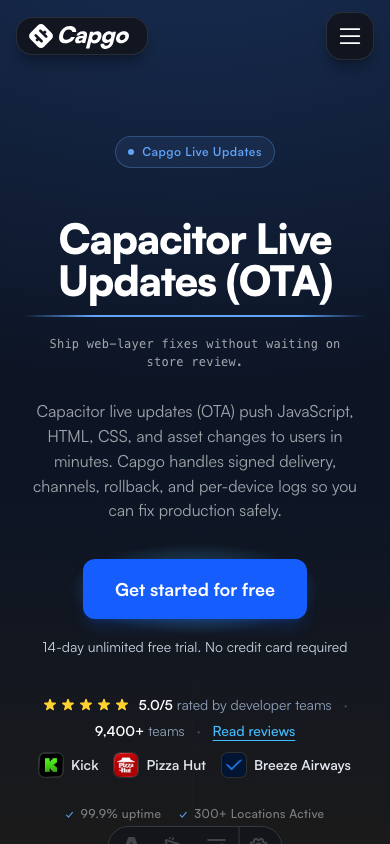 Capgo
Capgo Live Updates
Capacitor Live
Updates (OTA)
Ship web-layer fixes without waiting on
store review.
Capacitor live updates (OTA) push JavaScript,
HTML, CSS, and asset changes to users in
minutes. Capgo handles signed delivery,
channels, rollback, and per-device logs so you
can fix production safely.
Get started for free
14-day unlimited free trial. No credit card required
5.0/5 rated by developer teams ·
9,400+ teams · Read reviews
Kick Pizza Hut Breeze Airways
99.9% uptime 300+ Locations Active